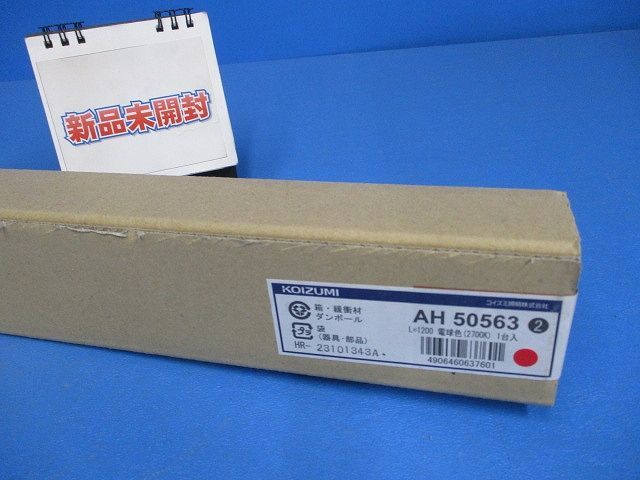 新品未開封
KOIZUMI
コイズミ照明株式会社
箱・緩衝材
ダンボール
プラ
袋
(器具・部品)
HR- 23101343A・
AH 50563 2
L=1200 電球色(2700K) 1台入
4906460637601